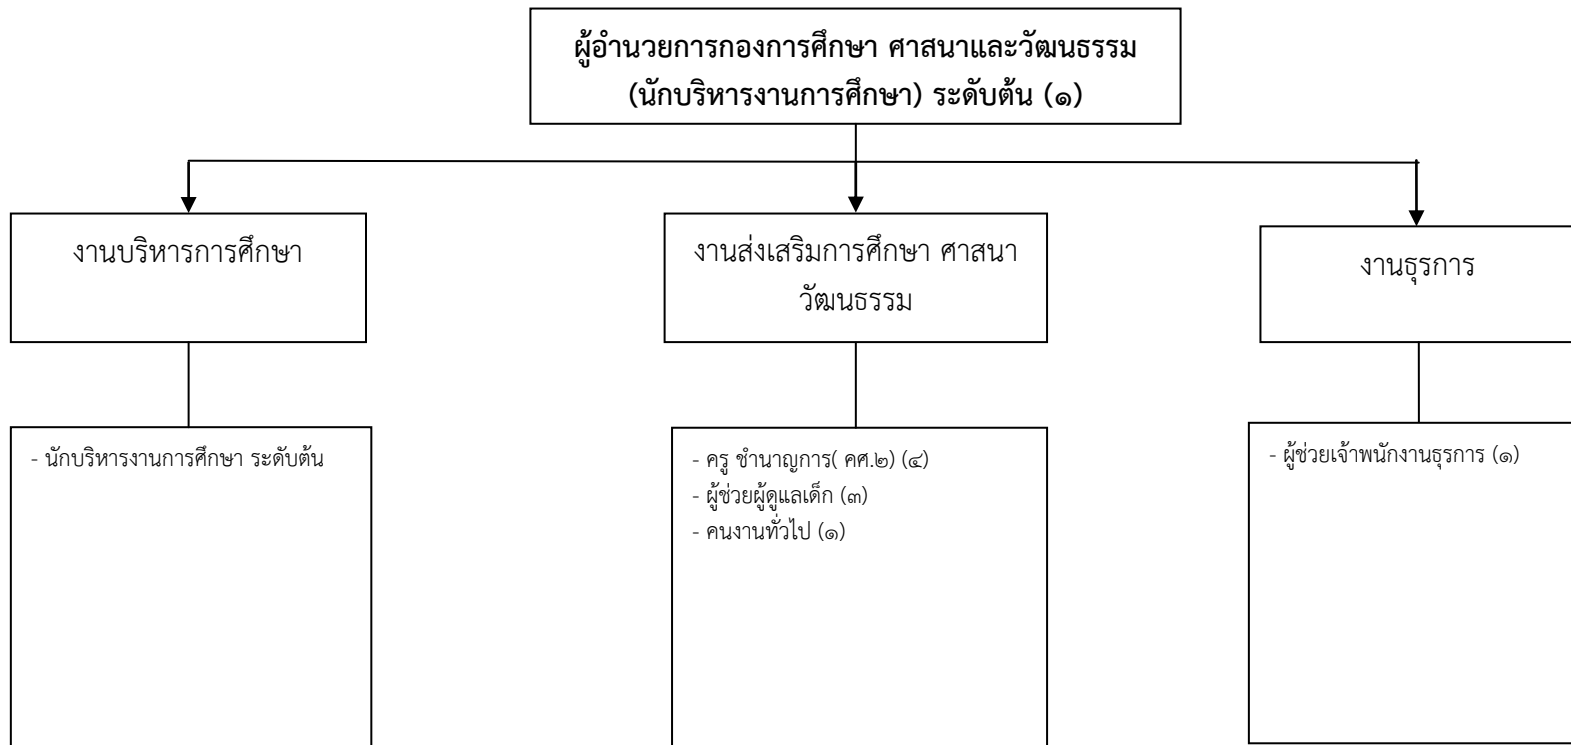 ผู้อำนวยการกองการศึกษา ศาสนาและวัฒนธรรม
(นักบริหารงานการศึกษา) ระดับต้น (๑)
งานบริหารการศึกษา
งานส่งเสริมการศึกษา ศาสนา
วัฒนธรรม
งานธุรการ
- นักบริหารงานการศึกษา ระดับต้น
- ครู ชำนาญการ( คศ.๒) (๔)
- ผู้ช่วยผู้ดูแลเด็ก (๓)
- คนงานทั่วไป (๑)
- ผู้ช่วยเจ้าพนักงานธุรการ (๑)